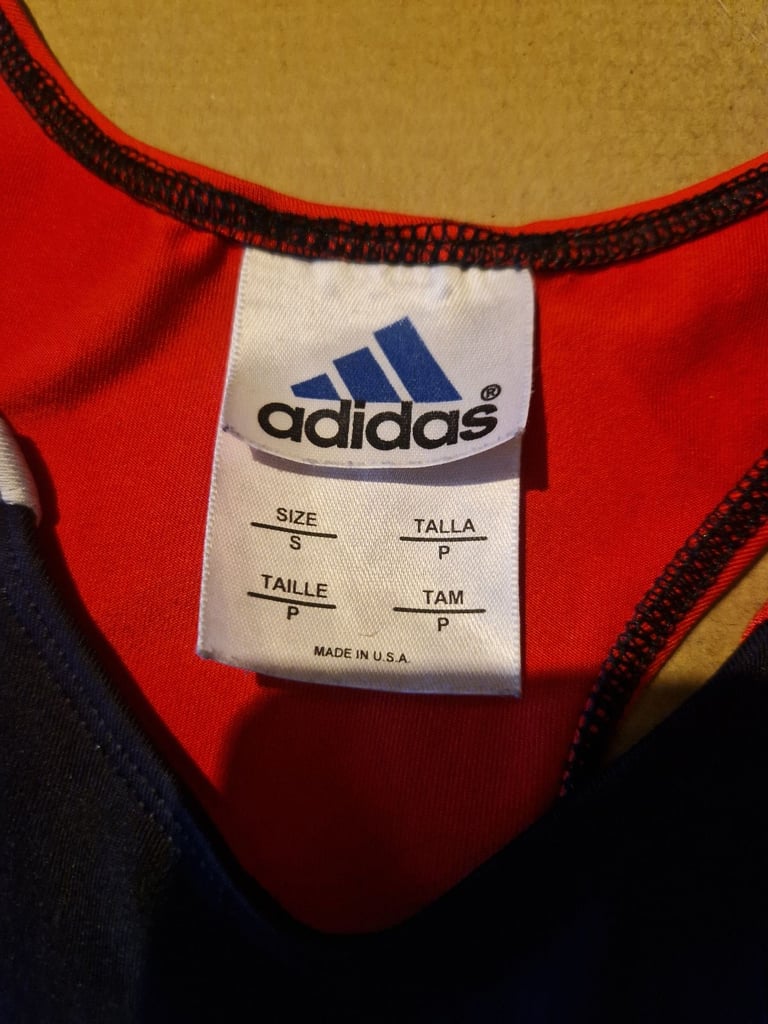 adidas®
SIZE TALLA
S P
TAILLE TAM
P P
MADE IN U.S.A.